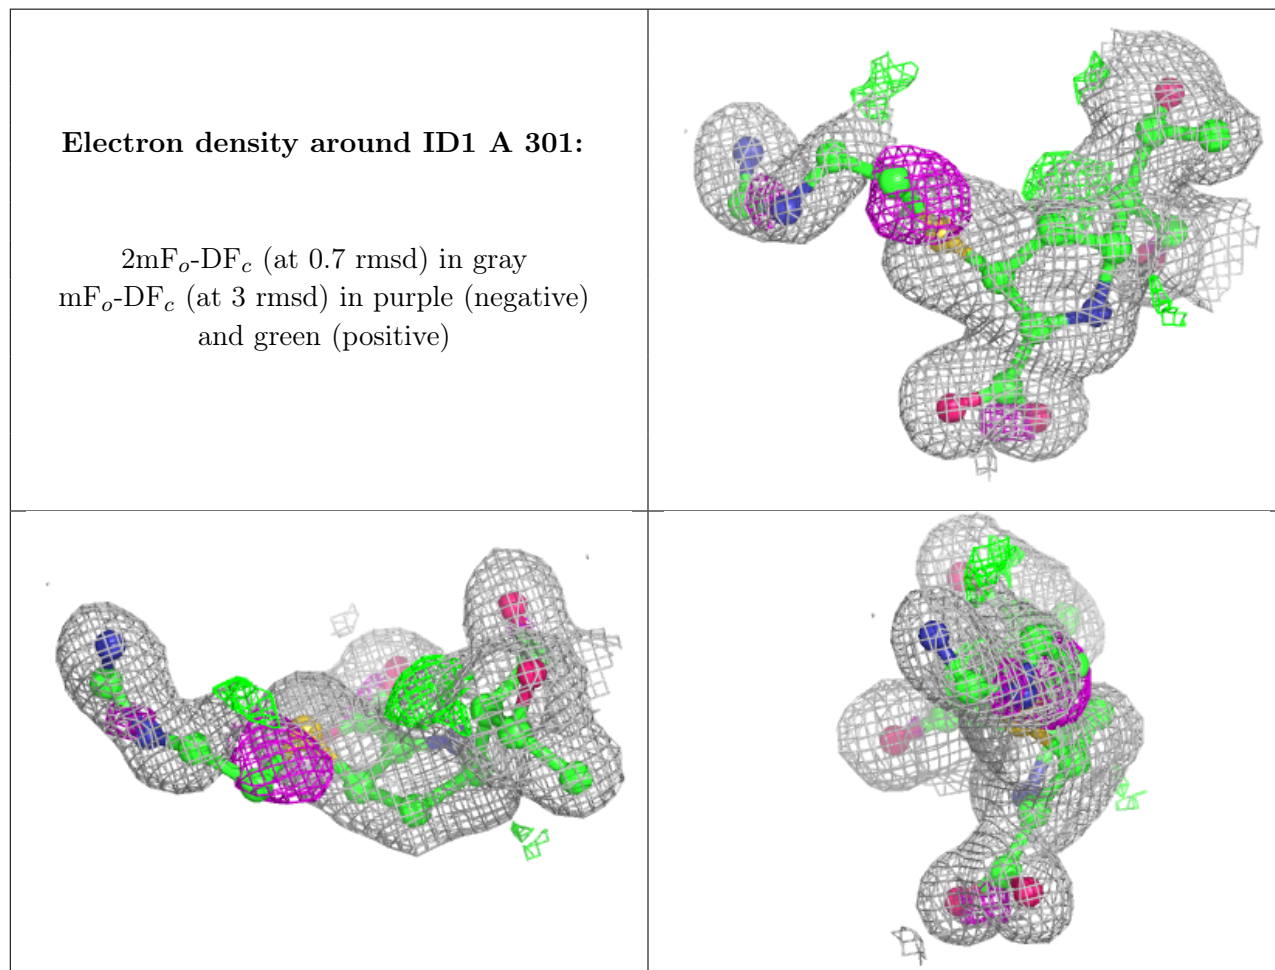 Electron density around ID1 A 301:
2mFₒ-DF𝒸 (at 0.7 rmsd) in gray
mFₒ-DF𝒸 (at 3 rmsd) in purple (negative)
and green (positive)